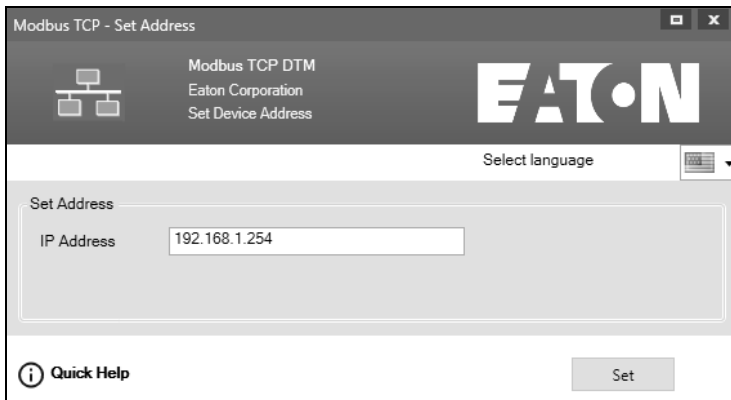 Modbus TCP - Set Address
Modbus TCP DTM
Eaton Corporation
Set Device Address
EATON
Select language
Set Address
IP Address 192.168.1.254
Quick Help
Set